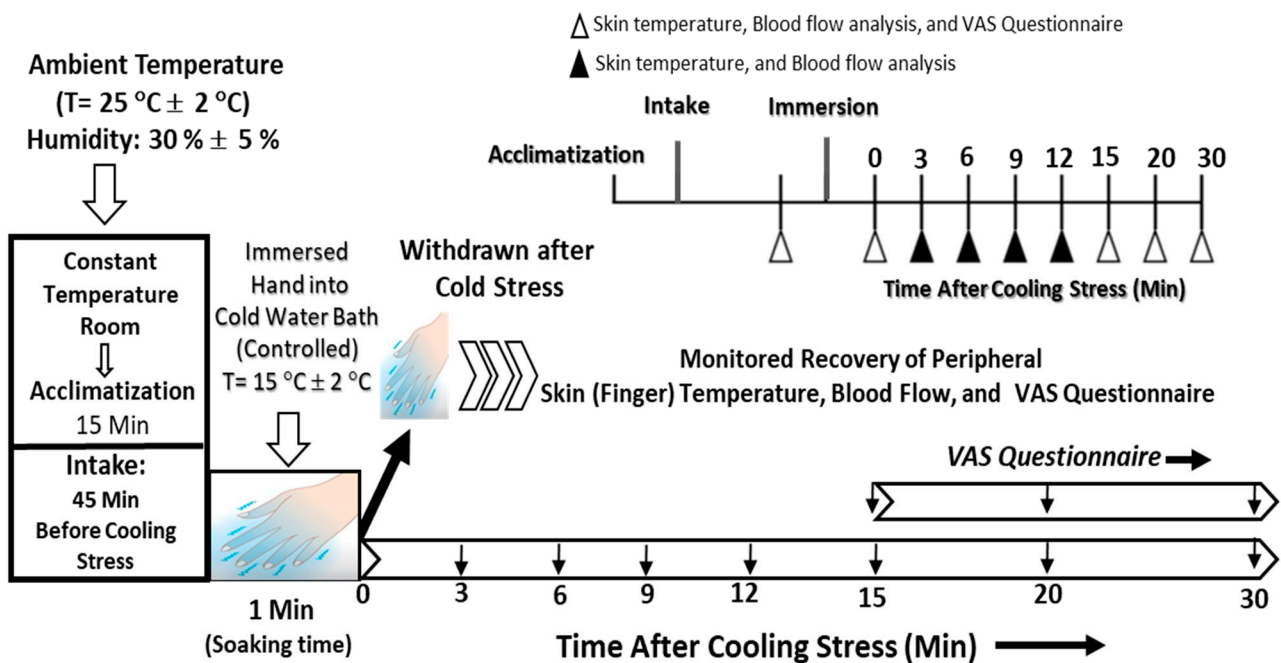 Skin temperature, Blood flow analysis, and VAS Questionnaire
Skin temperature, and Blood flow analysis
Ambient Temperature
(T= 25 °C ± 2 °C)
Humidity: 30 % ± 5 %
Intake
Immersion
Acclimatization
0 3 6 9 12 15 20 30
Time After Cooling Stress (Min)
Constant
Temperature
Room
Acclimatization
15 Min
Intake:
45 Min
Before Cooling
Stress
Immersed
Hand into
Cold Water Bath
(Controlled)
T= 15 °C ± 2 °C
1 Min
(Soaking time)
Withdrawn after
Cold Stress
Monitored Recovery of Peripheral
Skin (Finger) Temperature, Blood Flow, and VAS Questionnaire
VAS Questionnaire
0 3 6 9 12 15 20 30
Time After Cooling Stress (Min)